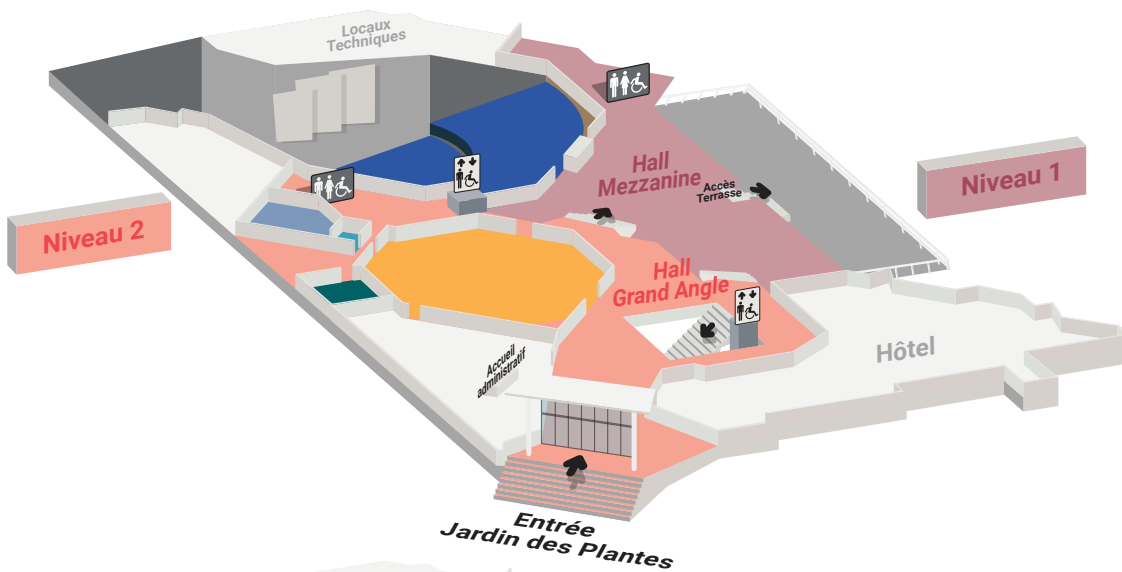 Locaux
Techniques
Hall
Mezzanine
Accès
Terrasse
Niveau 1
Niveau 2
Hall
Grand Angle
Hôtel
Accueil
administratif
Entrée
Jardin des Plantes